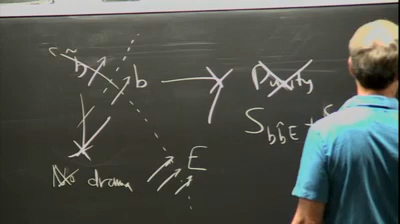 b̃
b
Purity
S_{bb̃E} +
E
No drama